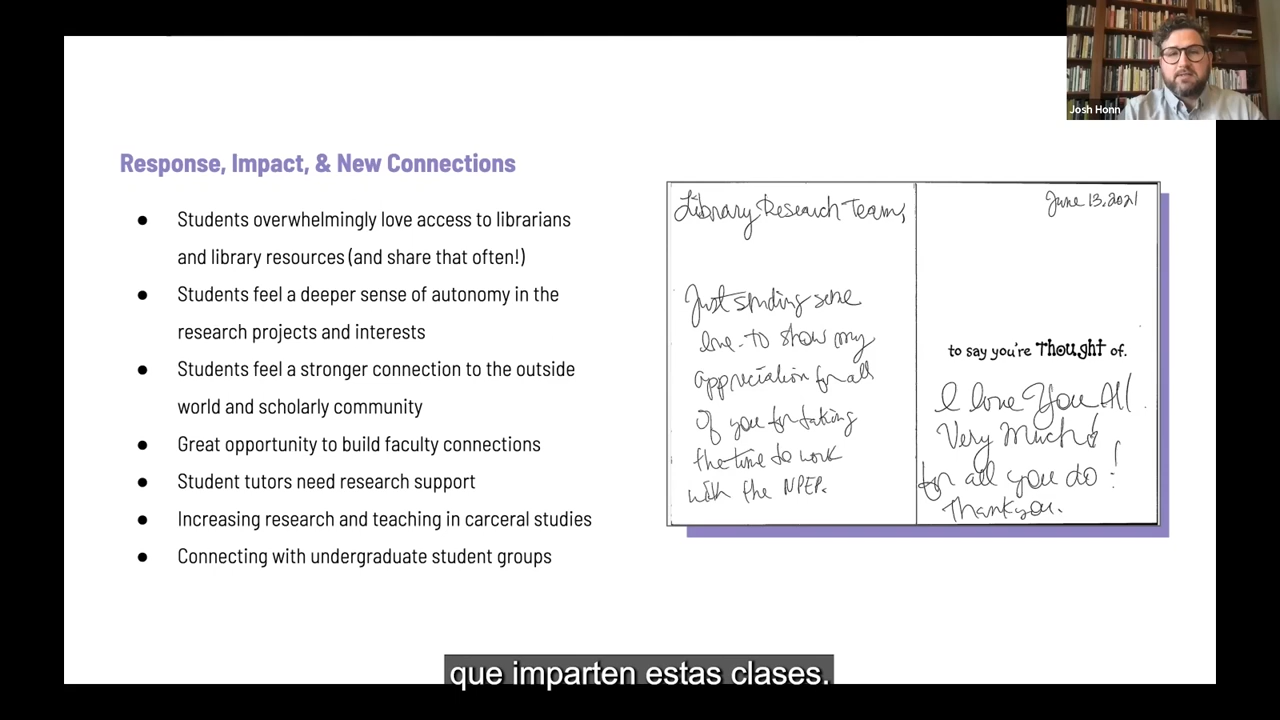 Josh Honn
Response, Impact, & New Connections
● Students overwhelmingly love access to librarians
and library resources (and share that often!)
● Students feel a deeper sense of autonomy in the
research projects and interests
● Students feel a stronger connection to the outside
world and scholarly community
● Great opportunity to build faculty connections
● Student tutors need research support
● Increasing research and teaching in carceral studies
● Connecting with undergraduate student groups
Library Research Team,
Just sending some
love to show my
appreciation for all
of you for taking
the time to work
with the NPEP.
June 13, 2021
to say you're Thought of.
I love You All
Very Much!
for all you do!
Thank you.
que imparten estas clases.